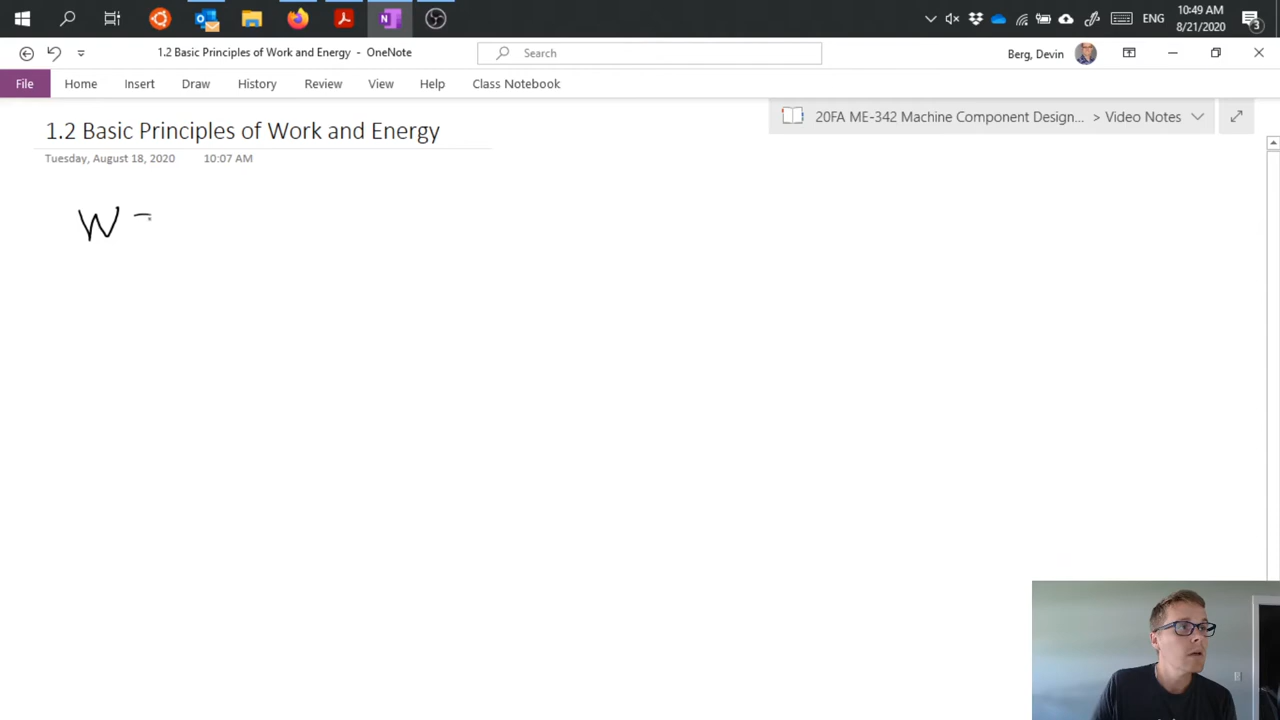 10:49 AM
ENG
8/21/2020
3
1.2 Basic Principles of Work and Energy - OneNote
Search
Berg, Devin
File Home Insert Draw History Review View Help Class Notebook
20FA ME-342 Machine Component Design... > Video Notes
1.2 Basic Principles of Work and Energy
Tuesday, August 18, 2020 10:07 AM
W -